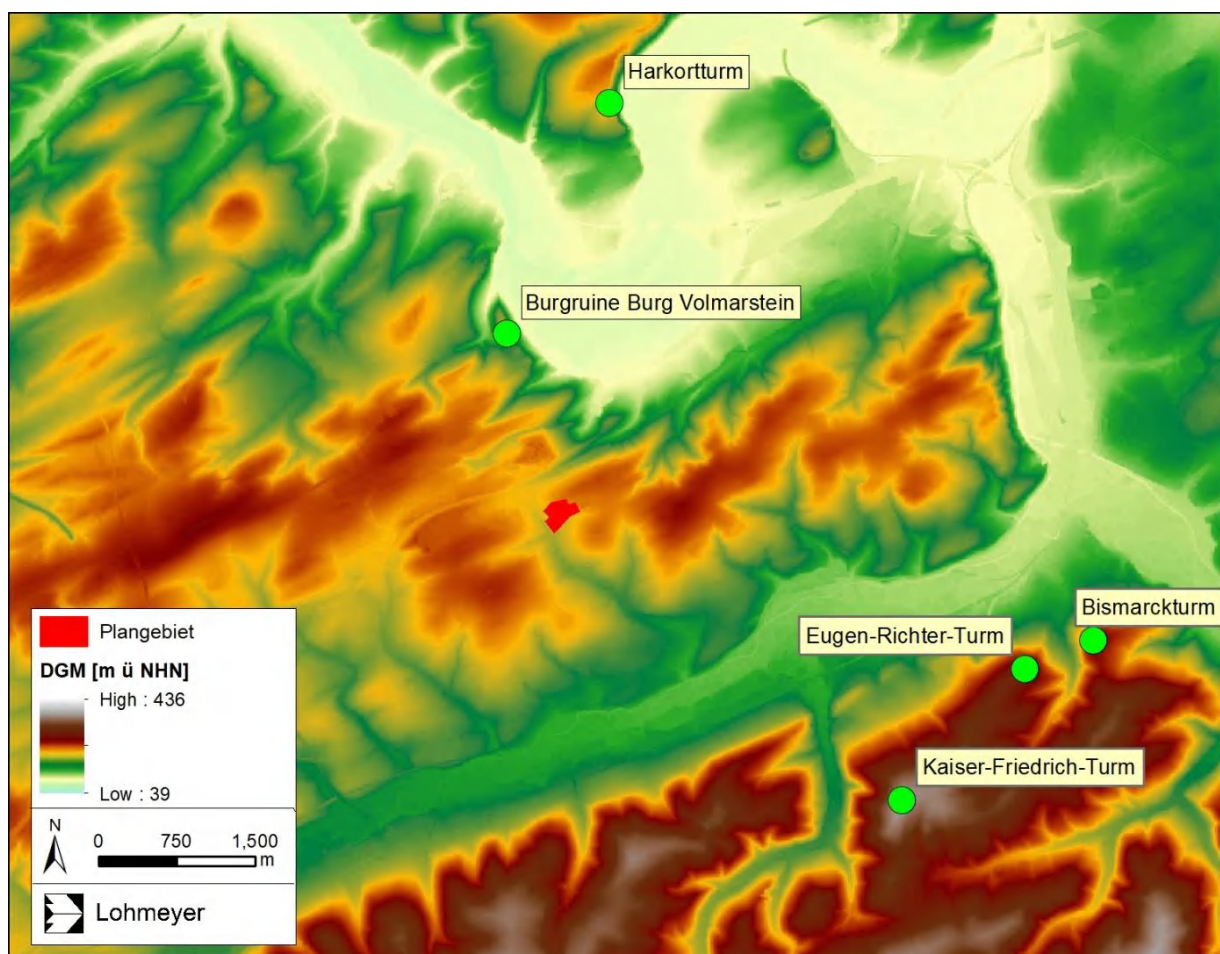 Harkortturm
Burgruine Burg Volmarstein
Bismarckturm
Eugen-Richter-Turm
Kaiser-Friedrich-Turm
Plangebiet
DGM [m ü NHN]
High : 436
Low : 39
N
0 750 1,500
m
Lohmeyer